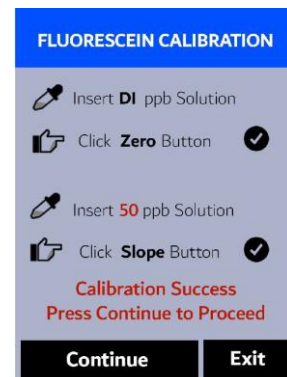 FLUORESCEIN CALIBRATION
Insert DI ppb Solution
Click Zero Button
Insert 50 ppb Solution
Click Slope Button
Calibration Success
Press Continue to Proceed
Continue
Exit